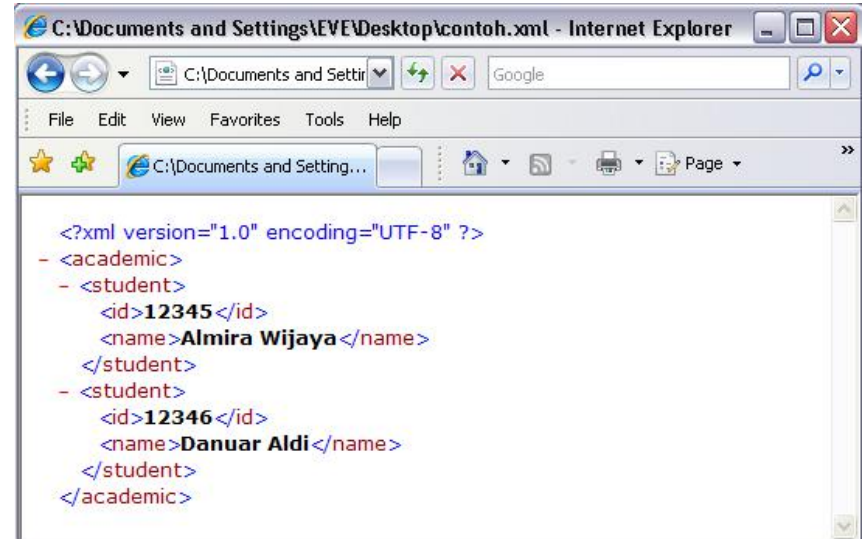 C:\Documents and Settings\EVE\Desktop\contoh.xml - Internet Explorer
C:\Documents and Settir
Google
File Edit View Favorites Tools Help
C:\Documents and Setting...
Page
»
<?xml version="1.0" encoding="UTF-8" ?>
- <academic>
- <student>
<id>12345</id>
<name>Almira Wijaya</name>
</student>
- <student>
<id>12346</id>
<name>Danuar Aldi</name>
</student>
</academic>